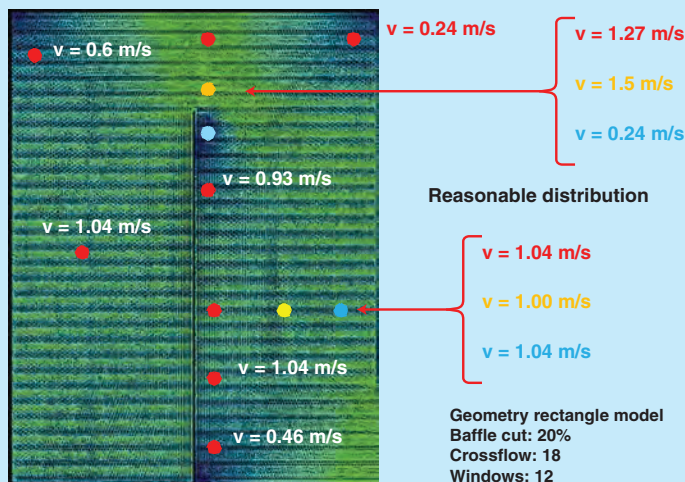 v = 0.6 m/s
v = 0.24 m/s
v = 1.27 m/s
v = 1.5 m/s
v = 0.24 m/s
v = 0.93 m/s
Reasonable distribution
v = 1.04 m/s
v = 1.04 m/s
v = 1.00 m/s
v = 1.04 m/s
v = 1.04 m/s
v = 0.46 m/s
Geometry rectangle model
Baffle cut: 20%
Crossflow: 18
Windows: 12